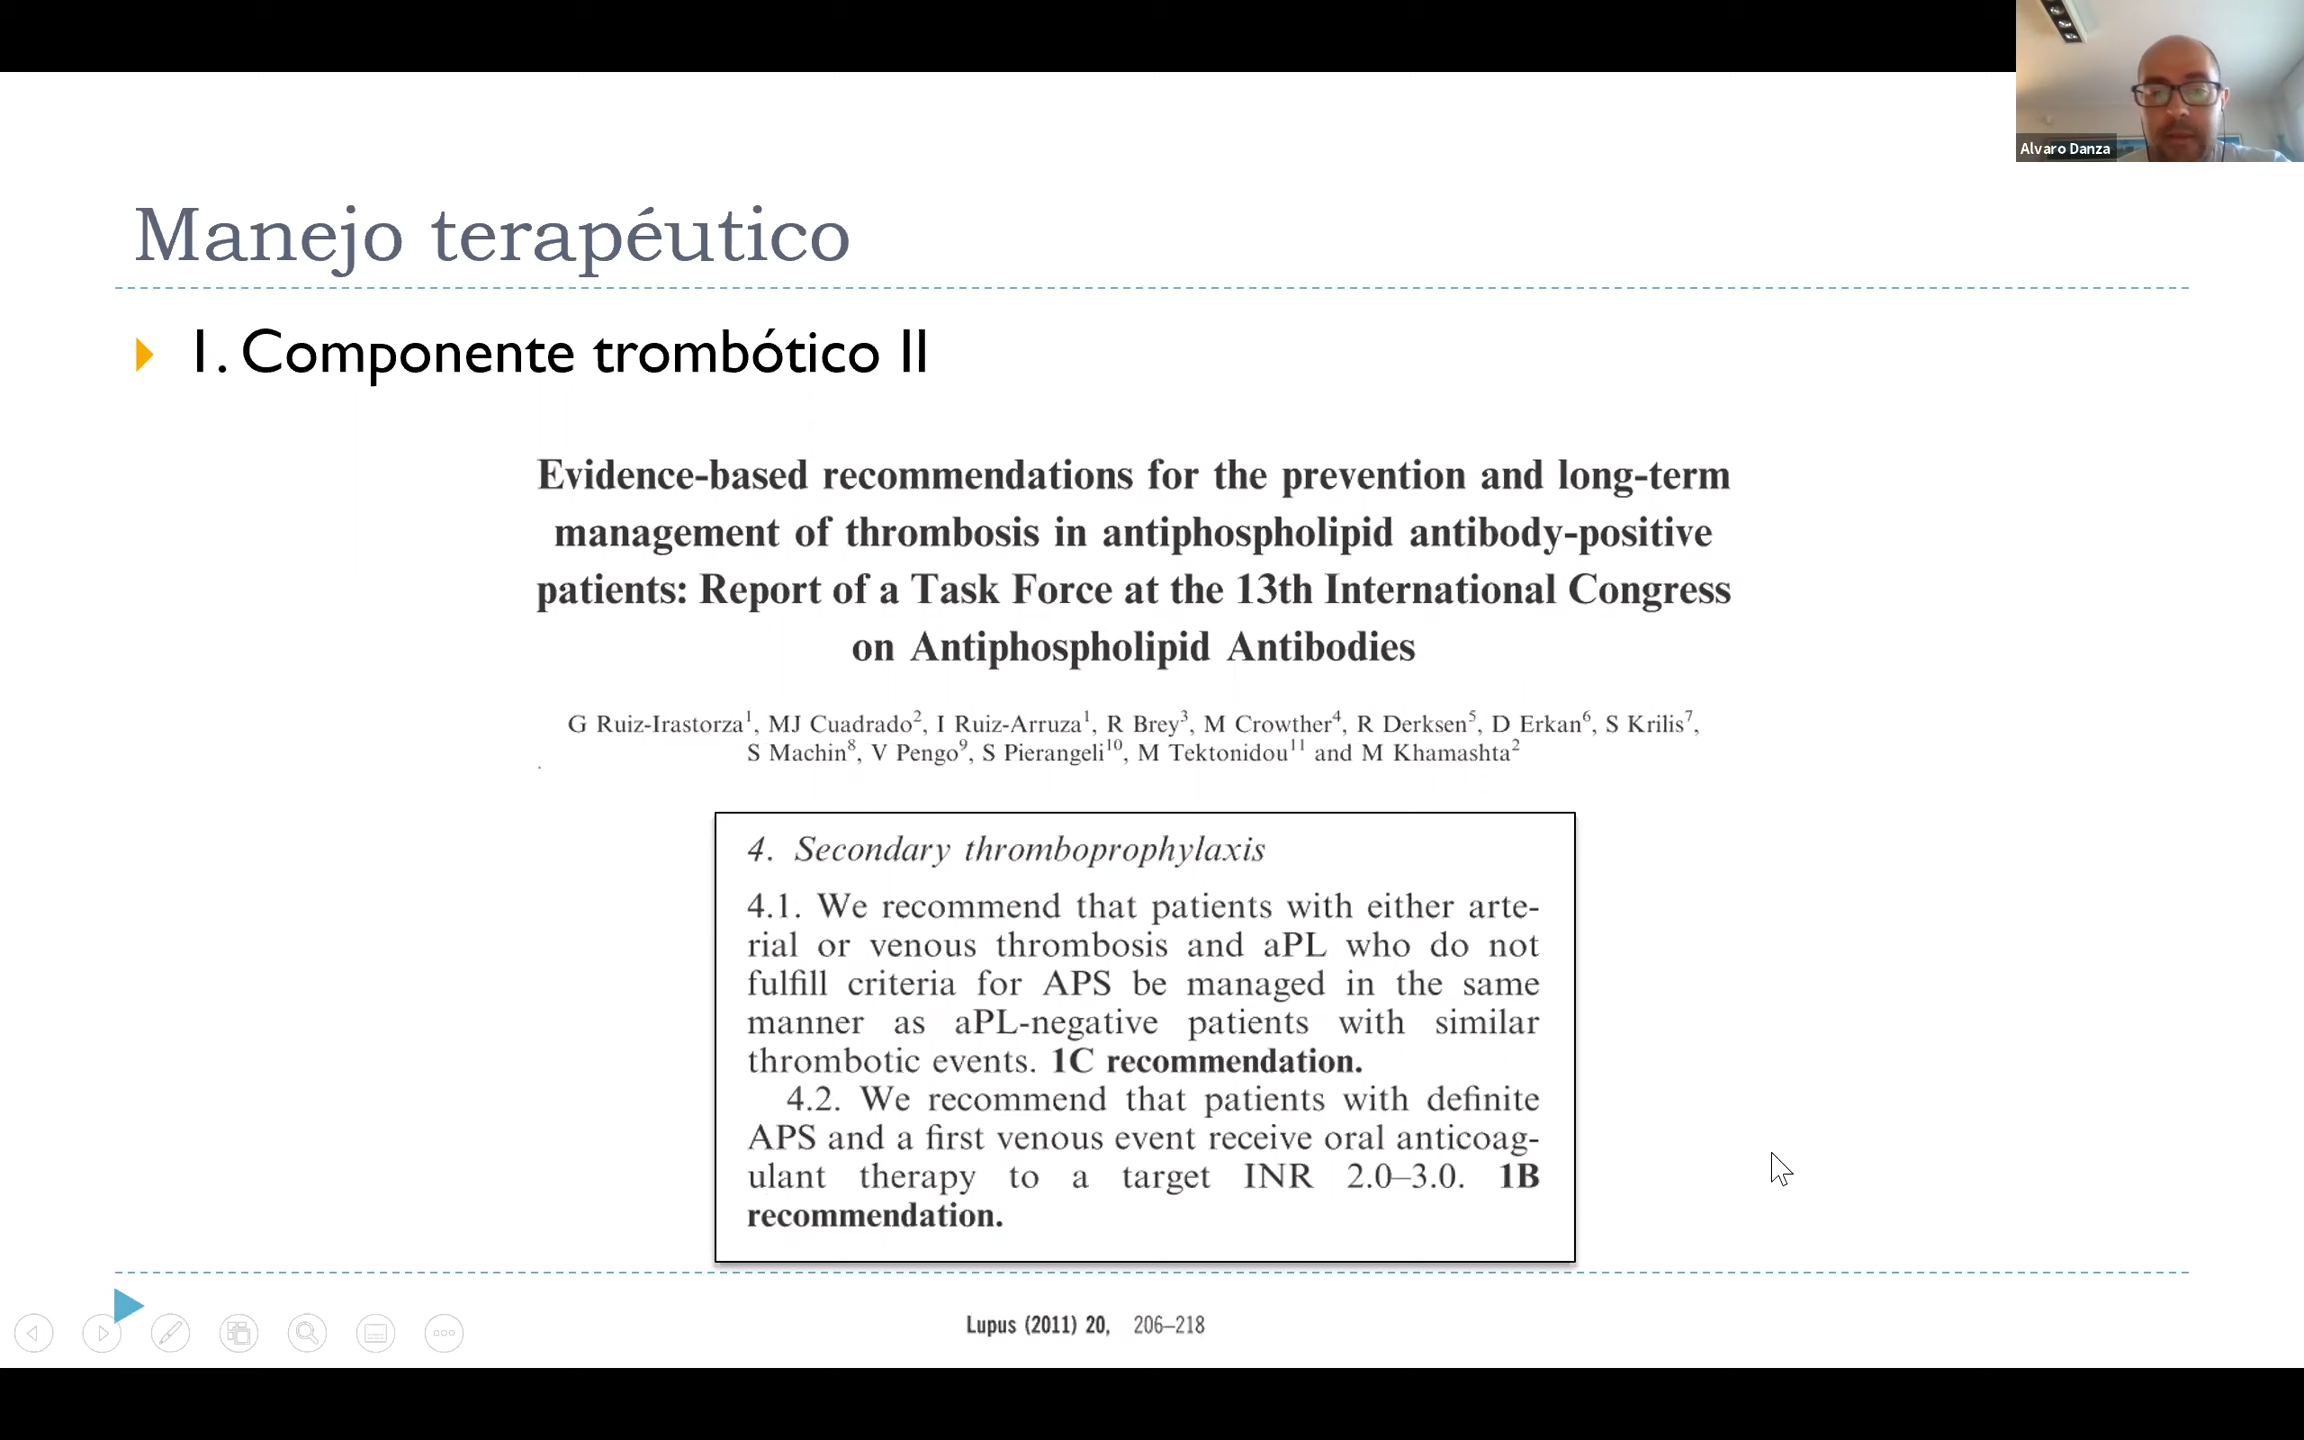 Alvaro Danza
Manejo terapéutico
1. Componente trombótico II
Evidence-based recommendations for the prevention and long-term
management of thrombosis in antiphospholipid antibody-positive
patients: Report of a Task Force at the 13th International Congress
on Antiphospholipid Antibodies
G Ruiz-Irastorza¹, MJ Cuadrado², I Ruiz-Arruza¹, R Brey³, M Crowther⁴, R Derksen⁵, D Erkan⁶, S Krilis⁷,
S Machin⁸, V Pengo⁹, S Pierangeli¹⁰, M Tektonidou¹¹ and M Khamashta²
4. Secondary thromboprophylaxis
4.1. We recommend that patients with either arte-
rial or venous thrombosis and aPL who do not
fulfill criteria for APS be managed in the same
manner as aPL-negative patients with similar
thrombotic events. 1C recommendation.
4.2. We recommend that patients with definite
APS and a first venous event receive oral anticoag-
ulant therapy to a target INR 2.0–3.0. 1B
recommendation.
Lupus (2011) 20, 206–218